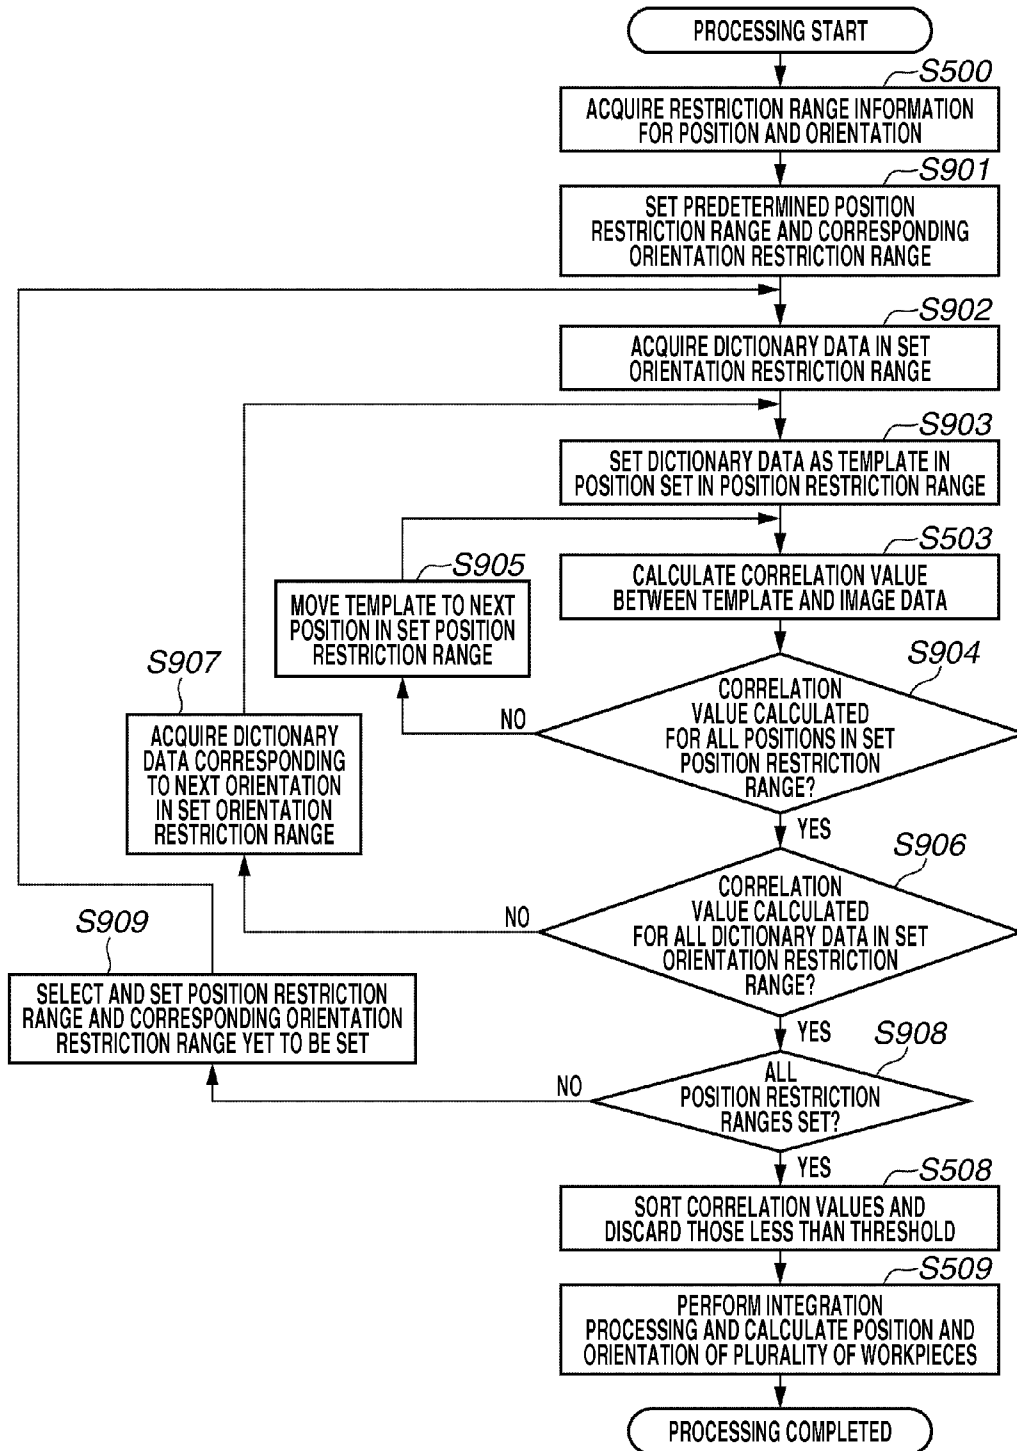 PROCESSING START
S500
ACQUIRE RESTRICTION RANGE INFORMATION
FOR POSITION AND ORIENTATION
S901
SET PREDETERMINED POSITION
RESTRICTION RANGE AND CORRESPONDING
ORIENTATION RESTRICTION RANGE
S902
ACQUIRE DICTIONARY DATA IN SET
ORIENTATION RESTRICTION RANGE
S903
SET DICTIONARY DATA AS TEMPLATE IN
POSITION SET IN POSITION RESTRICTION RANGE
S503
CALCULATE CORRELATION VALUE
BETWEEN TEMPLATE AND IMAGE DATA
S905
MOVE TEMPLATE TO NEXT
POSITION IN SET POSITION
RESTRICTION RANGE
S904
CORRELATION
VALUE CALCULATED
FOR ALL POSITIONS IN SET
POSITION RESTRICTION
RANGE?
NO
YES
S907
ACQUIRE DICTIONARY
DATA CORRESPONDING
TO NEXT ORIENTATION
IN SET ORIENTATION
RESTRICTION RANGE
S906
CORRELATION
VALUE CALCULATED
FOR ALL DICTIONARY DATA IN SET
ORIENTATION RESTRICTION
RANGE?
NO
YES
S909
SELECT AND SET POSITION RESTRICTION
RANGE AND CORRESPONDING ORIENTATION
RESTRICTION RANGE YET TO BE SET
S908
ALL
POSITION RESTRICTION
RANGES SET?
NO
YES
S508
SORT CORRELATION VALUES AND
DISCARD THOSE LESS THAN THRESHOLD
S509
PERFORM INTEGRATION
PROCESSING AND CALCULATE POSITION AND
ORIENTATION OF PLURALITY OF WORKPIECES
PROCESSING COMPLETED